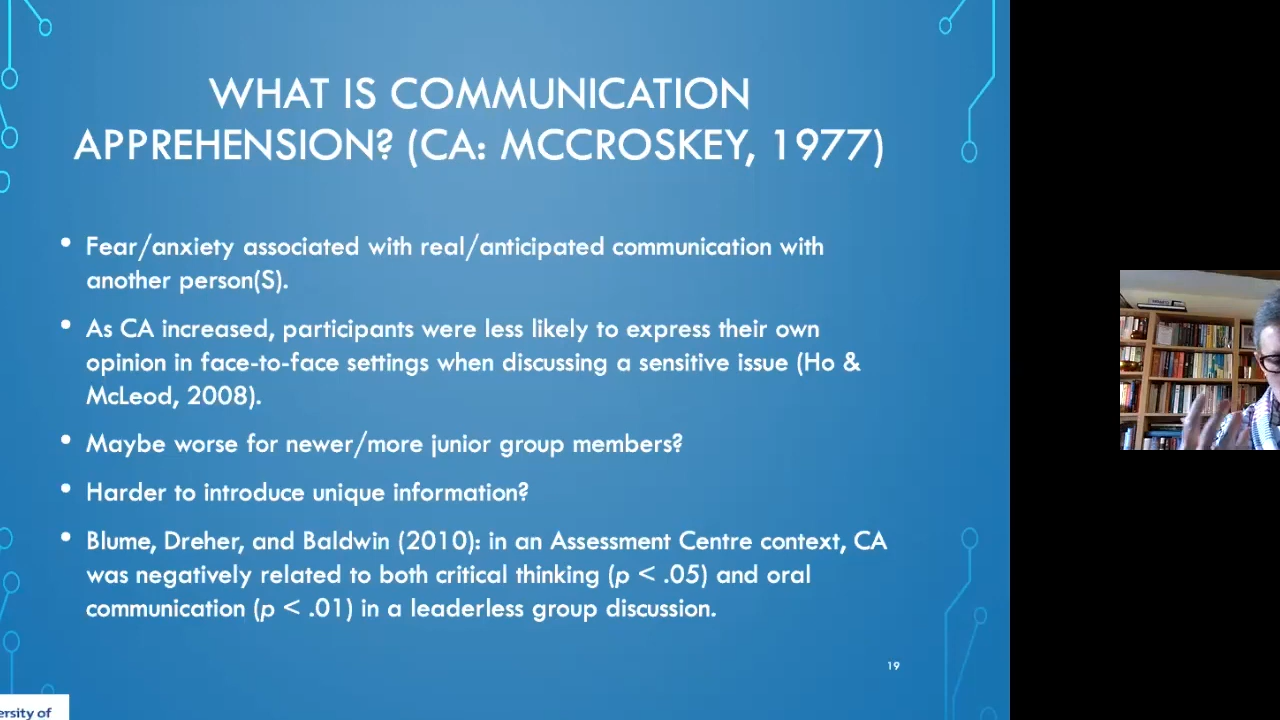 WHAT IS COMMUNICATION
APPREHENSION? (CA: MCCROSKEY, 1977)
• Fear/anxiety associated with real/anticipated communication with
another person(S).
• As CA increased, participants were less likely to express their own
opinion in face-to-face settings when discussing a sensitive issue (Ho &
McLeod, 2008).
• Maybe worse for newer/more junior group members?
• Harder to introduce unique information?
• Blume, Dreher, and Baldwin (2010): in an Assessment Centre context, CA
was negatively related to both critical thinking (p < .05) and oral
communication (p < .01) in a leaderless group discussion.
19
ersity of